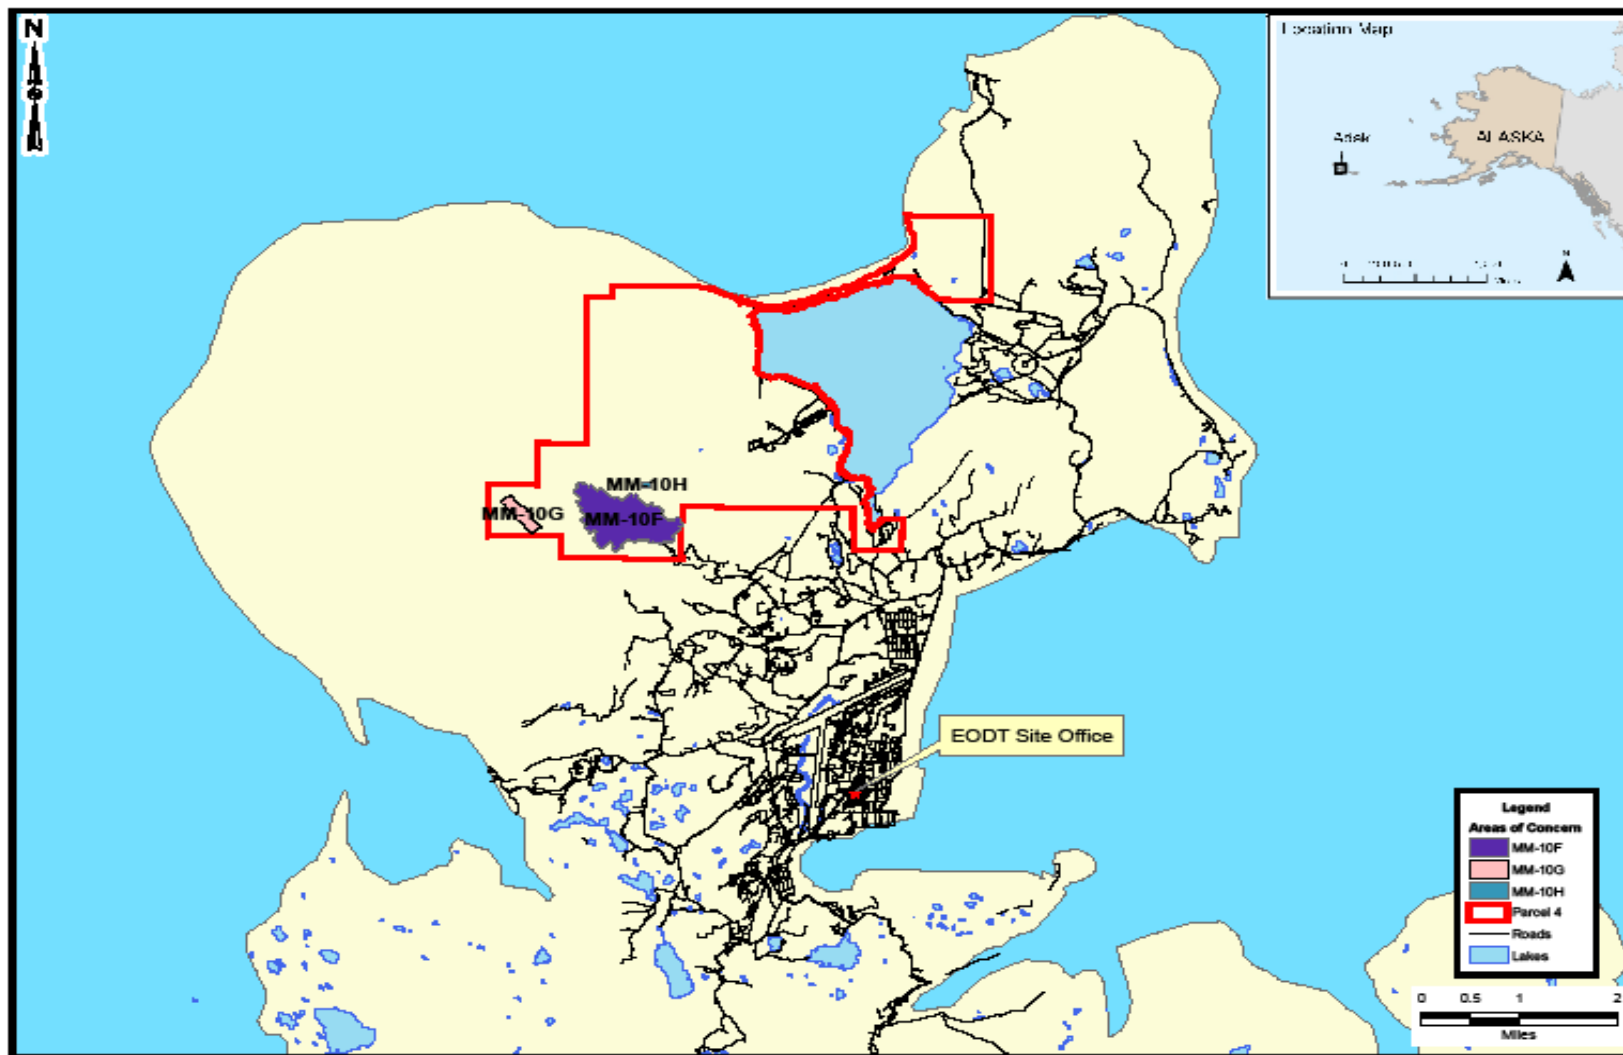 N
Location Map
Adak
ALASKA
N
MM-10H
MM-10G
MM-10F
EODT Site Office
Legend
Areas of Concern
MM-10F
MM-10G
MM-10H
Parcel 4
Roads
Lakes
0 0.5 1 2
Miles